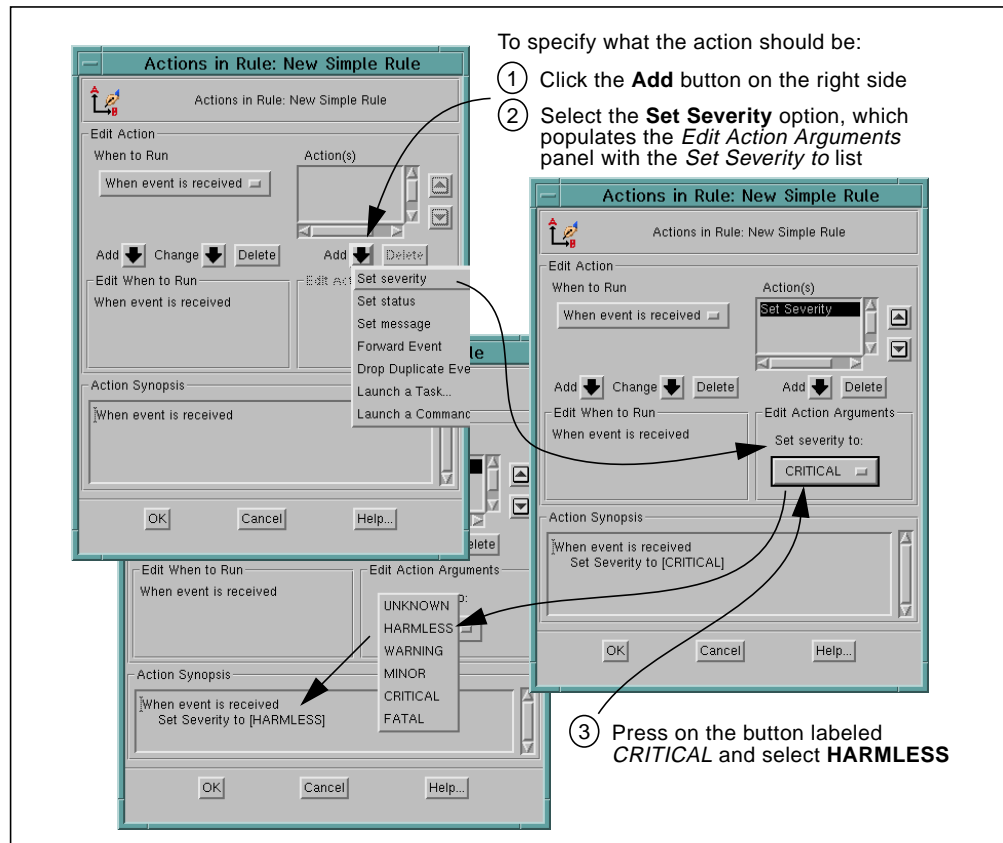 To specify what the action should be:
1 Click the Add button on the right side
2 Select the Set Severity option, which
populates the Edit Action Arguments
panel with the Set Severity to list
Actions in Rule: New Simple Rule
A
B
Actions in Rule: New Simple Rule
Edit Action
When to Run
Action(s)
When event is received
Add
Change
Delete
Add
Delete
Edit When to Run
When event is received
Edit Act
Set severity
Set status
Set message
Forward Event
Drop Duplicate Eve
Launch a Task...
Launch a Command
Action Synopsis
When event is received
OK
Cancel
Help...
Actions in Rule: New Simple Rule
A
B
Actions in Rule: New Simple Rule
Edit Action
When to Run
Action(s)
When event is received
Set Severity
Add
Change
Delete
Add
Delete
Edit When to Run
When event is received
Edit Action Arguments
Set severity to:
CRITICAL
Action Synopsis
When event is received
Set Severity to [CRITICAL]
OK
Cancel
Help...
le
elete
Edit When to Run
When event is received
Edit Action Arguments
o:
UNKNOWN
HARMLESS
WARNING
MINOR
CRITICAL
FATAL
Action Synopsis
When event is received
Set Severity to [HARMLESS]
OK
Cancel
Help...
3 Press on the button labeled
CRITICAL and select HARMLESS